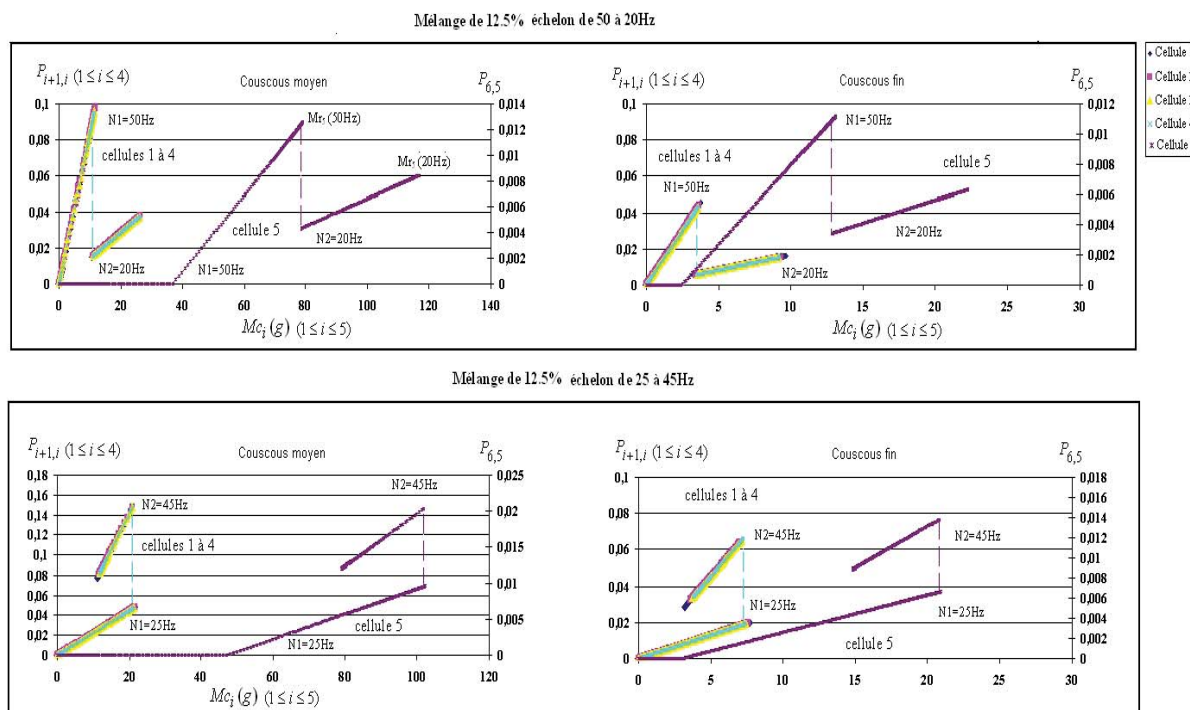 Mélange de 12.5% échelon de 50 à 20Hz
P_{i+1,i} (1≤i≤4)
Couscous moyen
P_{6,5}
0,1
0,08
0,06
0,04
0,02
0
0,014
0,012
0,01
0,008
0,006
0,004
0,002
0
N1=50Hz
cellules 1 à 4
N2=20Hz
Mr_5 (50Hz)
Mr_5 (20Hz)
cellule 5
N2=20Hz
N1=50Hz
0 20 40 60 80 100 120 140
Mc_i (g) (1≤i≤5)
P_{i+1,i} (1≤i≤4)
Couscous fin
P_{6,5}
0,1
0,08
0,06
0,04
0,02
0
0,012
0,01
0,008
0,006
0,004
0,002
0
cellules 1 à 4
N1=50Hz
N1=50Hz
cellule 5
N2=20Hz
N2=20Hz
0 5 10 15 20 25 30
Mc_i (g) (1≤i≤5)
Cellule
Cellule
Cellule
Cellule
Cellule
Mélange de 12.5% échelon de 25 à 45Hz
P_{i+1,i} (1≤i≤4)
Couscous moyen
P_{6,5}
0,18
0,16
0,14
0,12
0,1
0,08
0,06
0,04
0,02
0
0,025
0,02
0,015
0,01
0,005
0
N2=45Hz
cellules 1 à 4
N1=25Hz
N2=45Hz
cellule 5
N1=25Hz
0 20 40 60 80 100 120
Mc_i (g) (1≤i≤5)
P_{i+1,i} (1≤i≤4)
Couscous fin
P_{6,5}
0,1
0,08
0,06
0,04
0,02
0
0,018
0,016
0,014
0,012
0,01
0,008
0,006
0,004
0,002
0
cellules 1 à 4
N2=45Hz
N1=25Hz
N2=45Hz
N1=25Hz
cellule 5
0 5 10 15 20 25 30
Mc_i (g) (1≤i≤5)